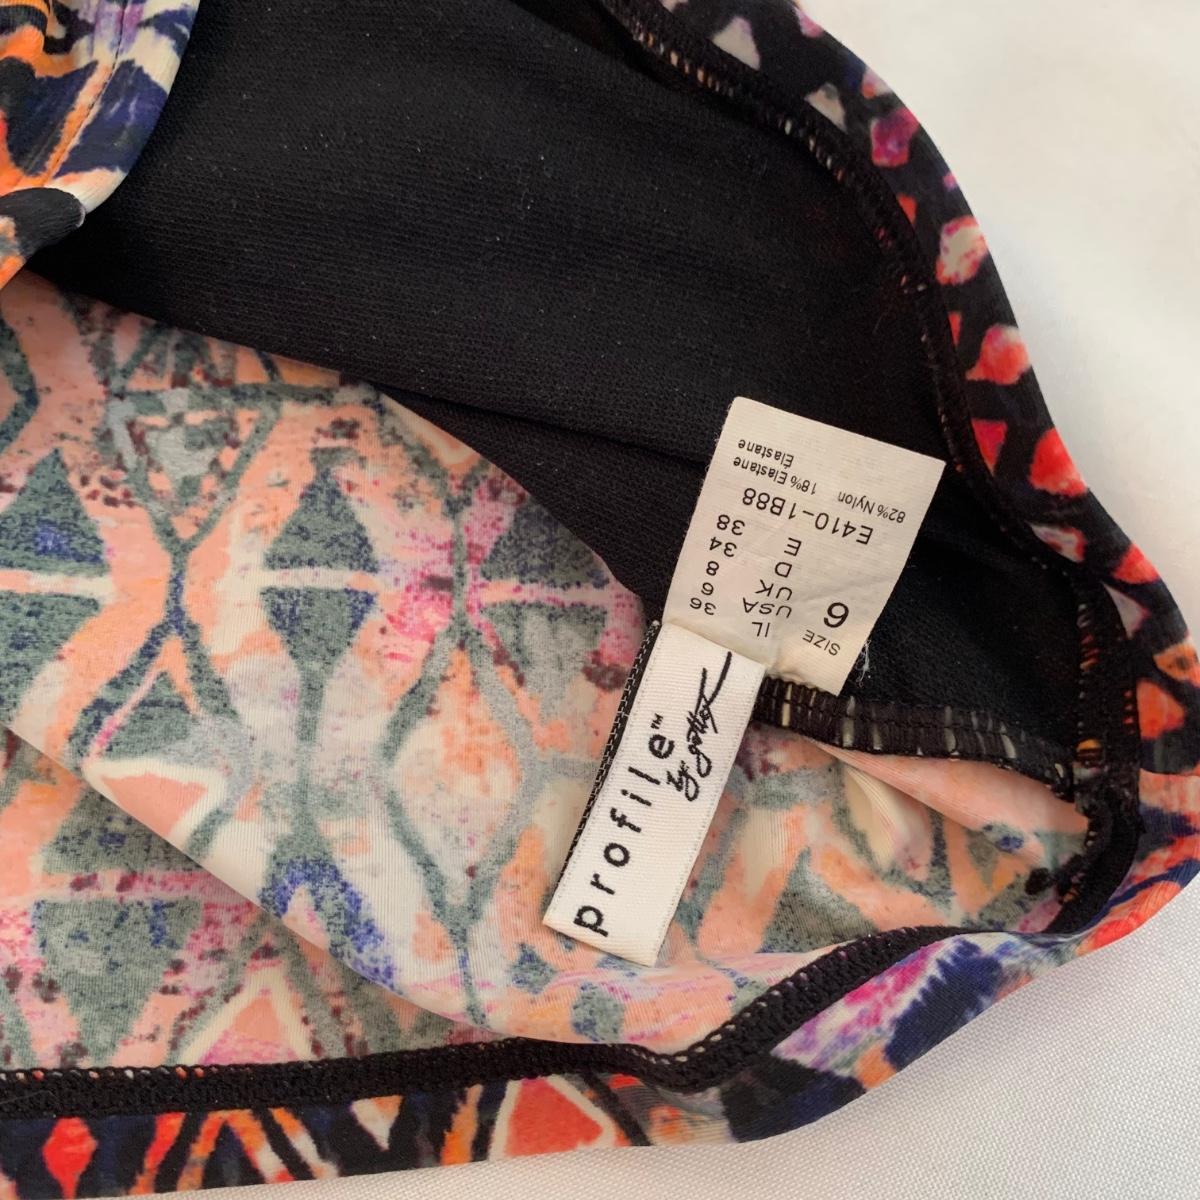 profile™
by gottex
SIZE
6
IL 36
USA 6
UK 8
D 34
E 38
E410-1B88
82% Nylon 18% Elastane
Élastane